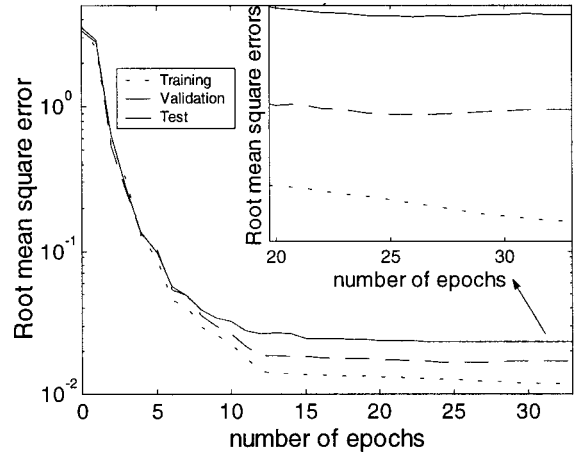 Root mean square error
10^0
10^-1
10^-2
0
5
10
15
20
25
30
number of epochs
Training
Validation
Test
Root mean square errors
20
25
30
number of epochs